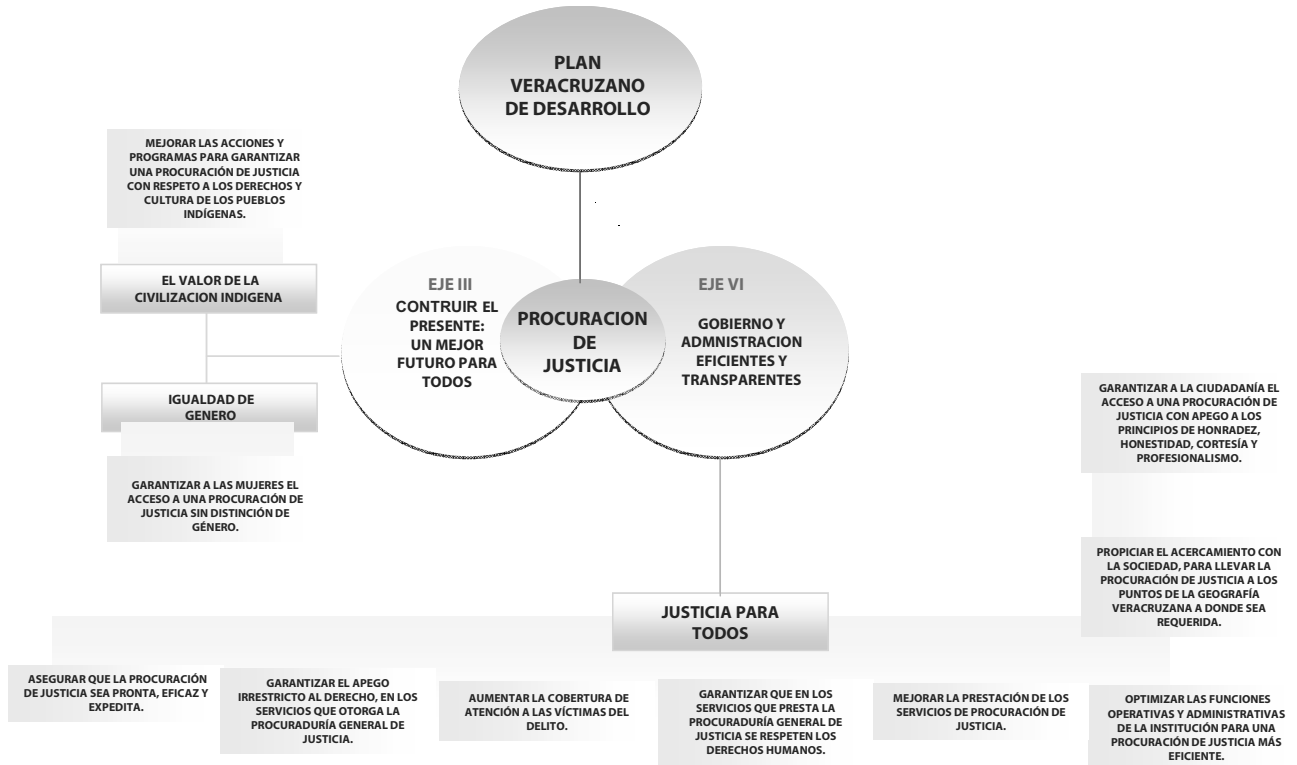 PLAN
VERACRUZANO
DE DESARROLLO
MEJORAR LAS ACCIONES Y
PROGRAMAS PARA GARANTIZAR
UNA PROCURACIÓN DE JUSTICIA
CON RESPETO A LOS DERECHOS Y
CULTURA DE LOS PUEBLOS
INDÍGENAS.
EL VALOR DE LA
CIVILIZACION INDIGENA
IGUALDAD DE
GENERO
GARANTIZAR A LAS MUJERES EL
ACCESO A UNA PROCURACIÓN DE
JUSTICIA SIN DISTINCIÓN DE
GÉNERO.
EJE III
CONTRUIR EL
PRESENTE:
UN MEJOR
FUTURO PARA
TODOS
PROCURACION
DE
JUSTICIA
EJE VI
GOBIERNO Y
ADMNISTRACION
EFICIENTES Y
TRANSPARENTES
GARANTIZAR A LA CIUDADANÍA EL
ACCESO A UNA PROCURACIÓN DE
JUSTICIA CON APEGO A LOS
PRINCIPIOS DE HONRADEZ,
HONESTIDAD, CORTESÍA Y
PROFESIONALISMO.
PROPICIAR EL ACERCAMIENTO CON
LA SOCIEDAD, PARA LLEVAR LA
PROCURACIÓN DE JUSTICIA A LOS
PUNTOS DE LA GEOGRAFÍA
VERACRUZANA A DONDE SEA
REQUERIDA.
JUSTICIA PARA
TODOS
ASEGURAR QUE LA PROCURACIÓN
DE JUSTICIA SEA PRONTA, EFICAZ Y
EXPEDITA.
GARANTIZAR EL APEGO
IRRESTRICTO AL DERECHO, EN LOS
SERVICIOS QUE OTORGA LA
PROCURADURÍA GENERAL DE
JUSTICIA.
AUMENTAR LA COBERTURA DE
ATENCIÓN A LAS VÍCTIMAS DEL
DELITO.
GARANTIZAR QUE EN LOS
SERVICIOS QUE PRESTA LA
PROCURADURÍA GENERAL DE
JUSTICIA SE RESPETEN LOS
DERECHOS HUMANOS.
MEJORAR LA PRESTACIÓN DE LOS
SERVICIOS DE PROCURACIÓN DE
JUSTICIA.
OPTIMIZAR LAS FUNCIONES
OPERATIVAS Y ADMINISTRATIVAS
DE LA INSTITUCIÓN PARA UNA
PROCURACIÓN DE JUSTICIA MÁS
EFICIENTE.